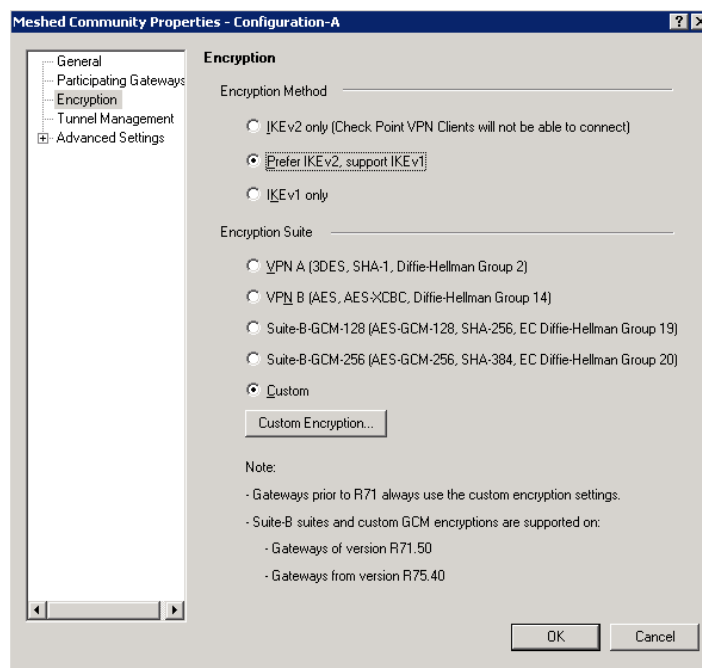 Meshed Community Properties - Configuration-A
General
Participating Gateways
Encryption
Tunnel Management
Advanced Settings
Encryption
Encryption Method
IKEv2 only (Check Point VPN Clients will not be able to connect)
Prefer IKEv2, support IKEv1
IKEv1 only
Encryption Suite
VPN A (3DES, SHA-1, Diffie-Hellman Group 2)
VPN B (AES, AES-XCBC, Diffie-Hellman Group 14)
Suite-B-GCM-128 (AES-GCM-128, SHA-256, EC Diffie-Hellman Group 19)
Suite-B-GCM-256 (AES-GCM-256, SHA-384, EC Diffie-Hellman Group 20)
Custom
Custom Encryption...
Note:
- Gateways prior to R71 always use the custom encryption settings.
- Suite-B suites and custom GCM encryptions are supported on:
- Gateways of version R71.50
- Gateways from version R75.40
OK
Cancel